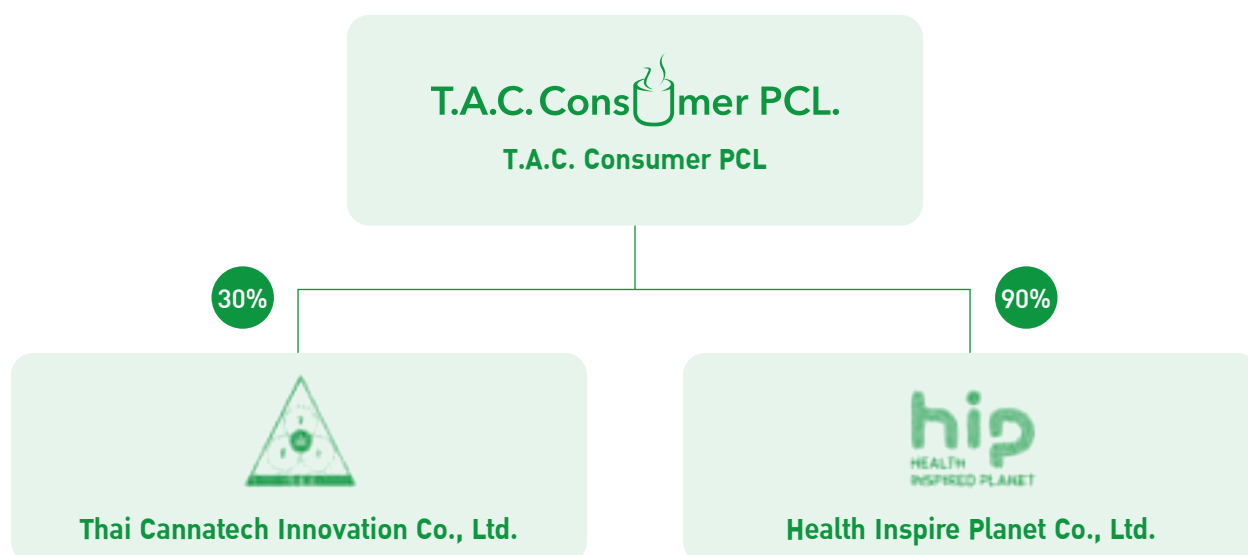 T.A.C. Consumer PCL.
T.A.C. Consumer PCL
30%
90%
Thai Cannatech Innovation Co., Ltd.
hip
HEALTH
INSPIRED PLANET
Health Inspire Planet Co., Ltd.